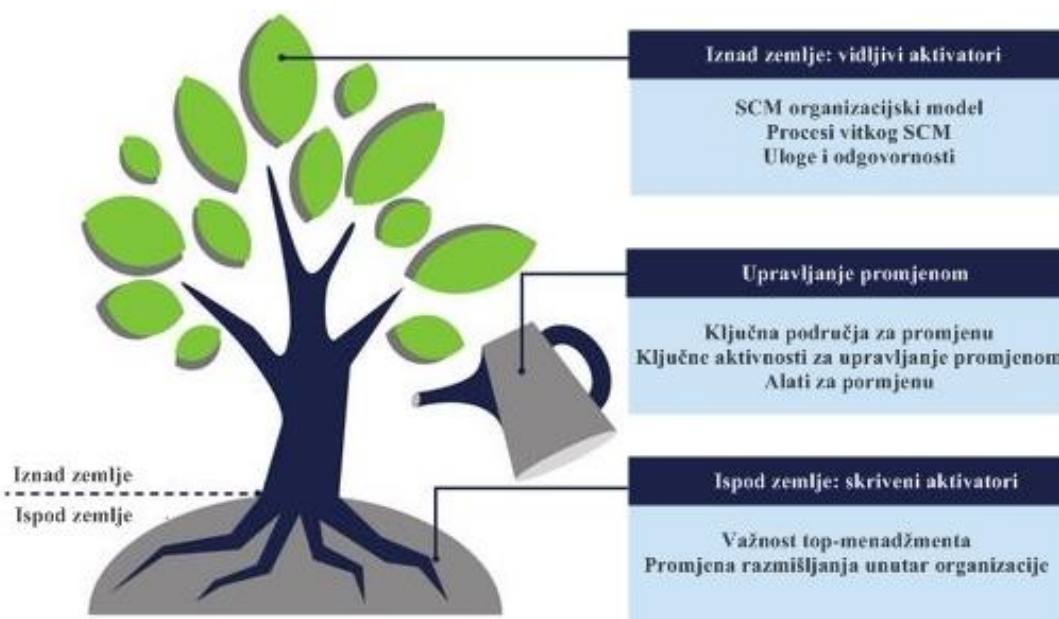 Iznad zemlje: vidljivi aktivatori
SCM organizacijski model
Procesi vitkog SCM
Uloge i odgovornosti
Upravljanje promjenom
Ključna područja za promjenu
Ključne aktivnosti za upravljanje promjenom
Alati za pormjenu
Iznad zemlje
Ispod zemlje
Ispod zemlje: skriveni aktivatori
Važnost top-menadžmenta
Promjena razmišljanja unutar organizacije